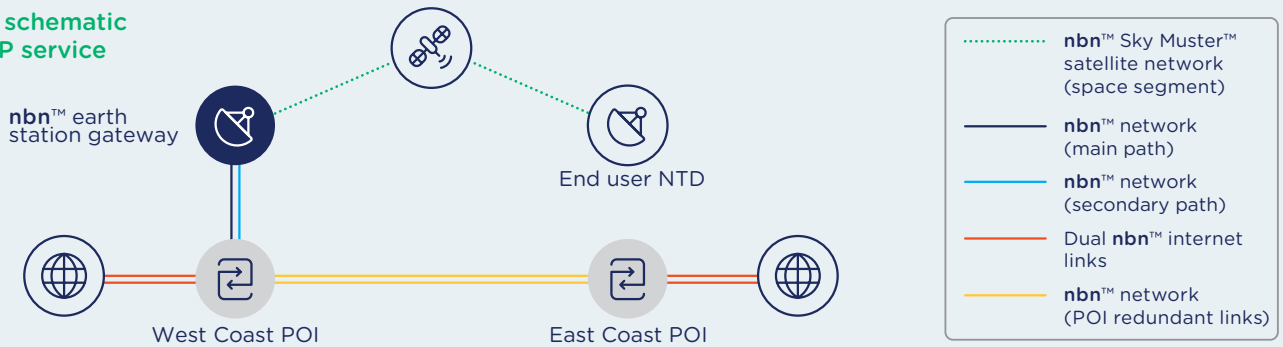 schematic
P service
nbn™ earth
station gateway
End user NTD
West Coast POI
East Coast POI
nbn™ Sky Muster™
satellite network
(space segment)
nbn™ network
(main path)
nbn™ network
(secondary path)
Dual nbn™ internet
links
nbn™ network
(POI redundant links)